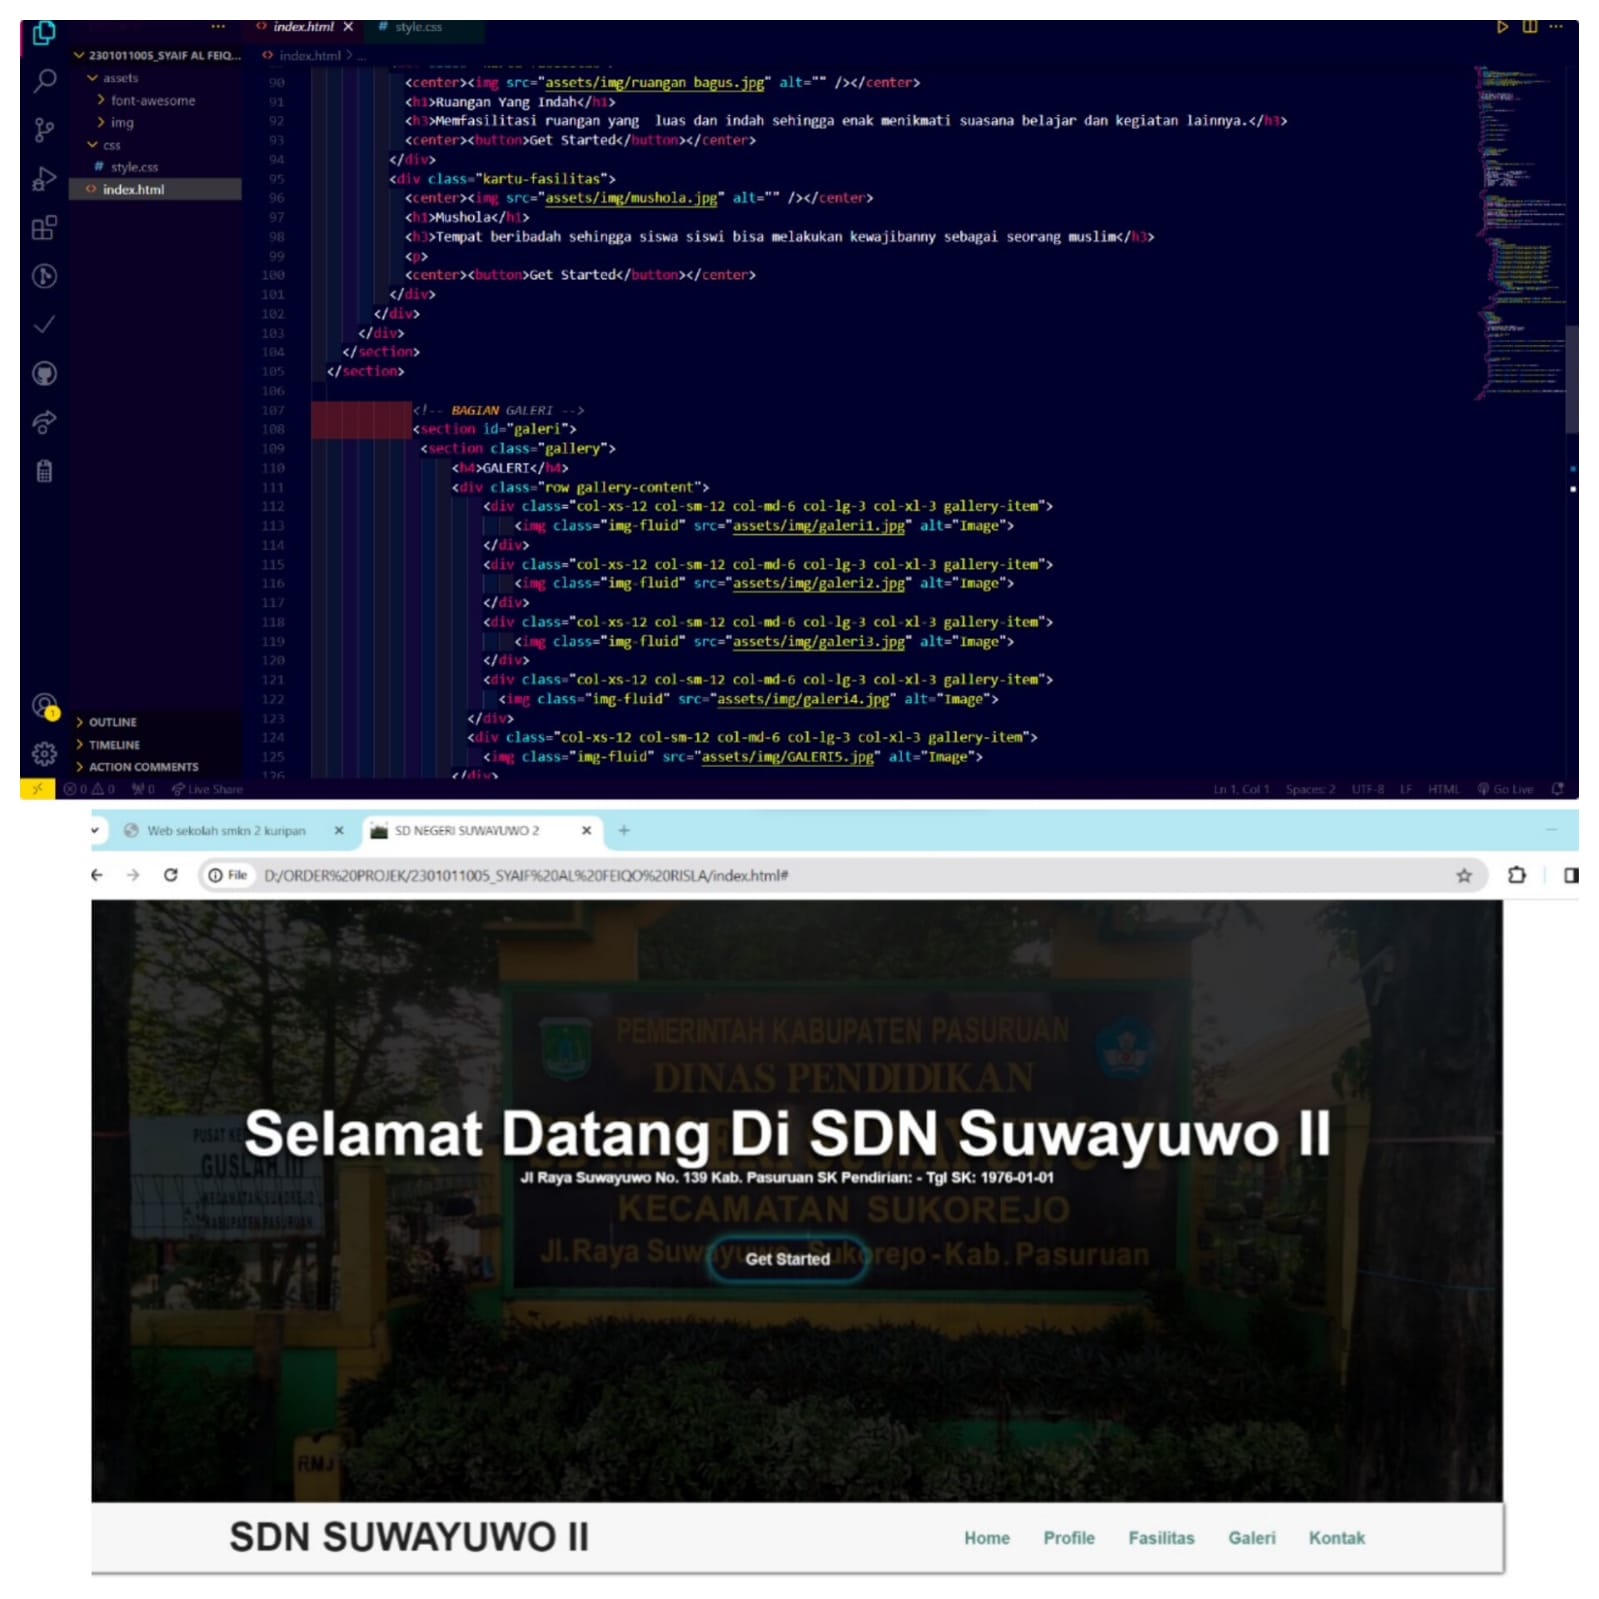 index.html
style.css
2301011005_SYAIF AL FEIQ...
index.html > ...
assets
font-awesome
img
css
style.css
index.html
90 <center><img src="assets/img/ruangan bagus.jpg" alt="" /></center>
91 <h1>Ruangan Yang Indah</h1>
92 <h3>Memfasilitasi ruangan yang  luas dan indah sehingga enak menikmati suasana belajar dan kegiatan lainnya.</h3>
93 <center><button>Get Started</button></center>
94 </div>
95 <div class="kartu-fasilitas">
96 <center><img src="assets/img/mushola.jpg" alt="" /></center>
97 <h1>Mushola</h1>
98 <h3>Tempat beribadah sehingga siswa siswi bisa melakukan kewajibanny sebagai seorang muslim</h3>
99 <p>
100 <center><button>Get Started</button></center>
101 </div>
102 </div>
103 </div>
104 </section>
105 </section>
106
107 <!-- BAGIAN GALERI -->
108 <section id="galeri">
109 <section class="gallery">
110 <h4>GALERI</h4>
111 <div class="row gallery-content">
112 <div class="col-xs-12 col-sm-12 col-md-6 col-lg-3 col-xl-3 gallery-item">
113 <img class="img-fluid" src="assets/img/galeri1.jpg" alt="Image">
114 </div>
115 <div class="col-xs-12 col-sm-12 col-md-6 col-lg-3 col-xl-3 gallery-item">
116 <img class="img-fluid" src="assets/img/galeri2.jpg" alt="Image">
117 </div>
118 <div class="col-xs-12 col-sm-12 col-md-6 col-lg-3 col-xl-3 gallery-item">
119 <img class="img-fluid" src="assets/img/galeri3.jpg" alt="Image">
120 </div>
121 <div class="col-xs-12 col-sm-12 col-md-6 col-lg-3 col-xl-3 gallery-item">
122 <img class="img-fluid" src="assets/img/galeri4.jpg" alt="Image">
123 </div>
124 <div class="col-xs-12 col-sm-12 col-md-6 col-lg-3 col-xl-3 gallery-item">
125 <img class="img-fluid" src="assets/img/GALERI5.jpg" alt="Image">
126 </div>
OUTLINE
TIMELINE
ACTION COMMENTS
1
0 0 0 Live Share
Ln 1, Col 1 Spaces: 2 UTF-8 LF HTML Go Live
Web sekolah smkn 2 kuripan
SD NEGERI SUWAYUWO 2
File D:/ORDER%20PROJEK/2301011005_SYAIF%20AL%20FEIQO%20RISLA/index.html#
PEMERINTAH KABUPATEN PASURUAN
DINAS PENDIDIKAN
Selamat Datang Di SDN Suwayuwo II
Jl Raya Suwayuwo No. 139 Kab. Pasuruan SK Pendirian: - Tgl SK: 1976-01-01
PUSAT
GUSLAH III
KECAMATAN SUKOREJO
KABUPATEN PASURUAN
KECAMATAN SUKOREJO
Jl.Raya Suwayuwo-Sukorejo-Kab.Pasuruan
Get Started
RMJ
SDN SUWAYUWO II
Home Profile Fasilitas Galeri Kontak